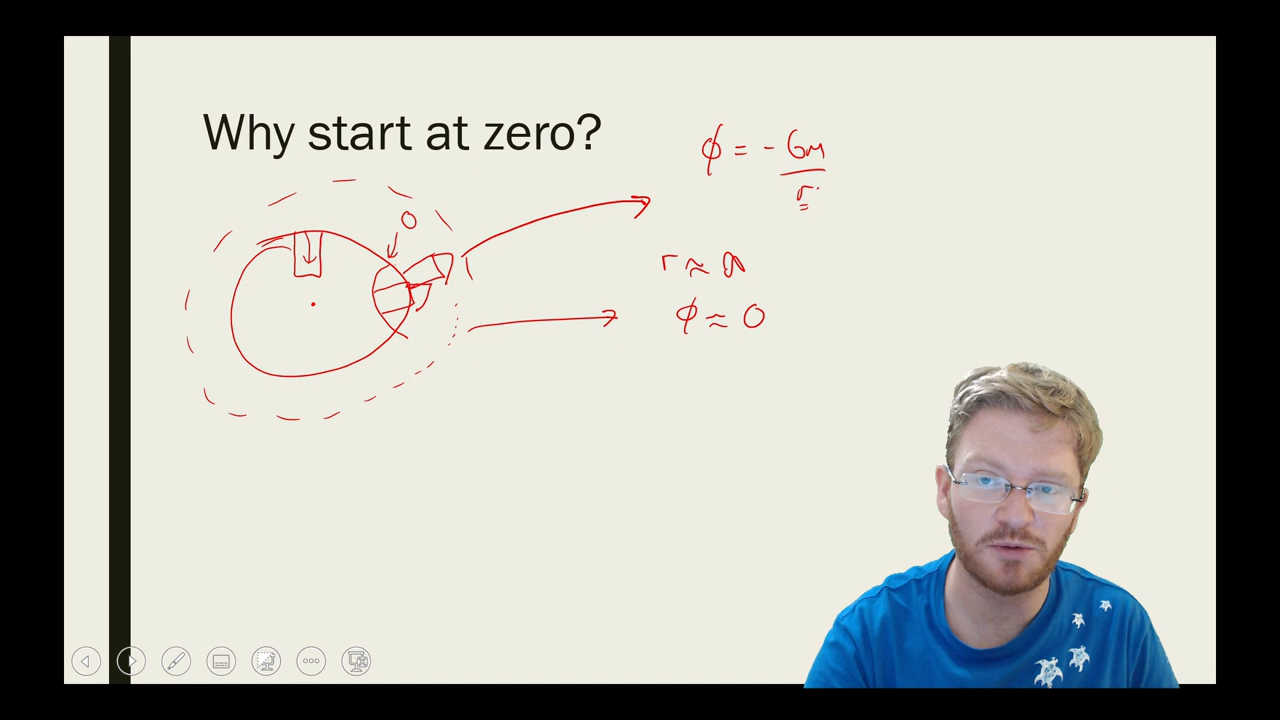 Why start at zero?
ϕ = - GM
r
0
r ≈ ∞
ϕ ≈ 0